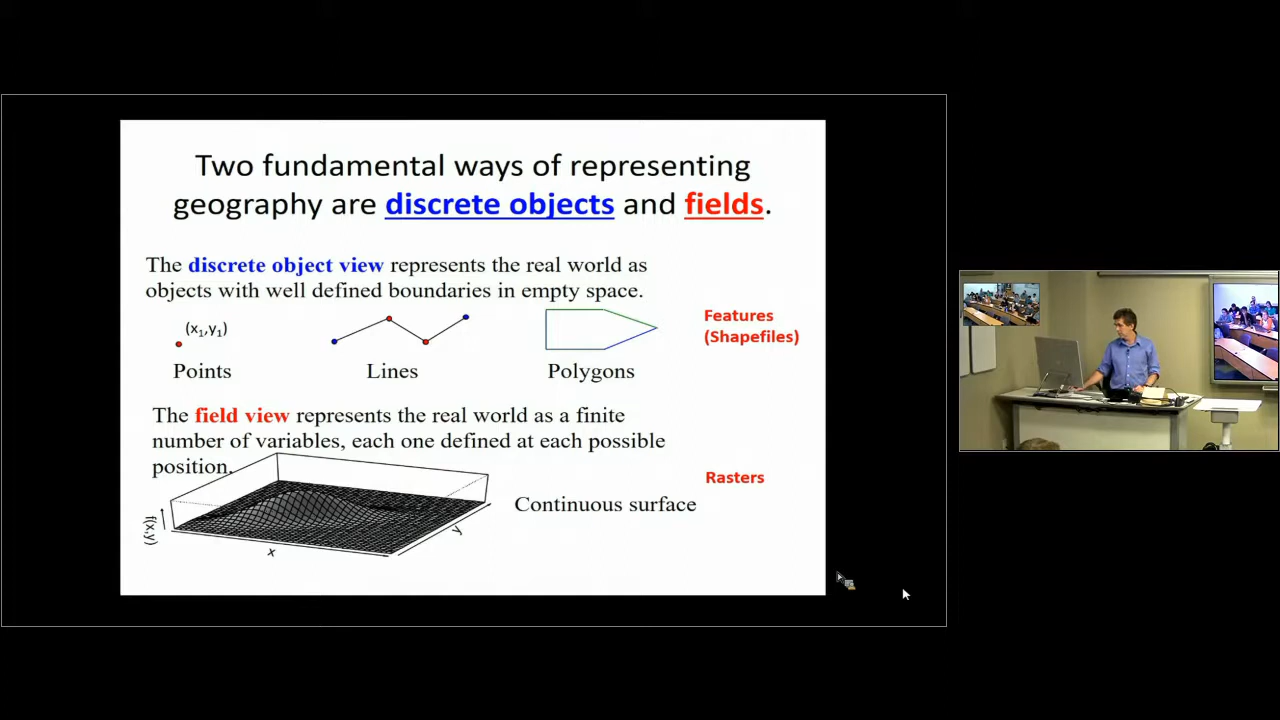 Two fundamental ways of representing
geography are discrete objects and fields.
The discrete object view represents the real world as
objects with well defined boundaries in empty space.
Features
(Shapefiles)
(x₁,y₁)
Points
Lines
Polygons
The field view represents the real world as a finite
number of variables, each one defined at each possible
position.
Rasters
Continuous surface
f(x,y)
x
y